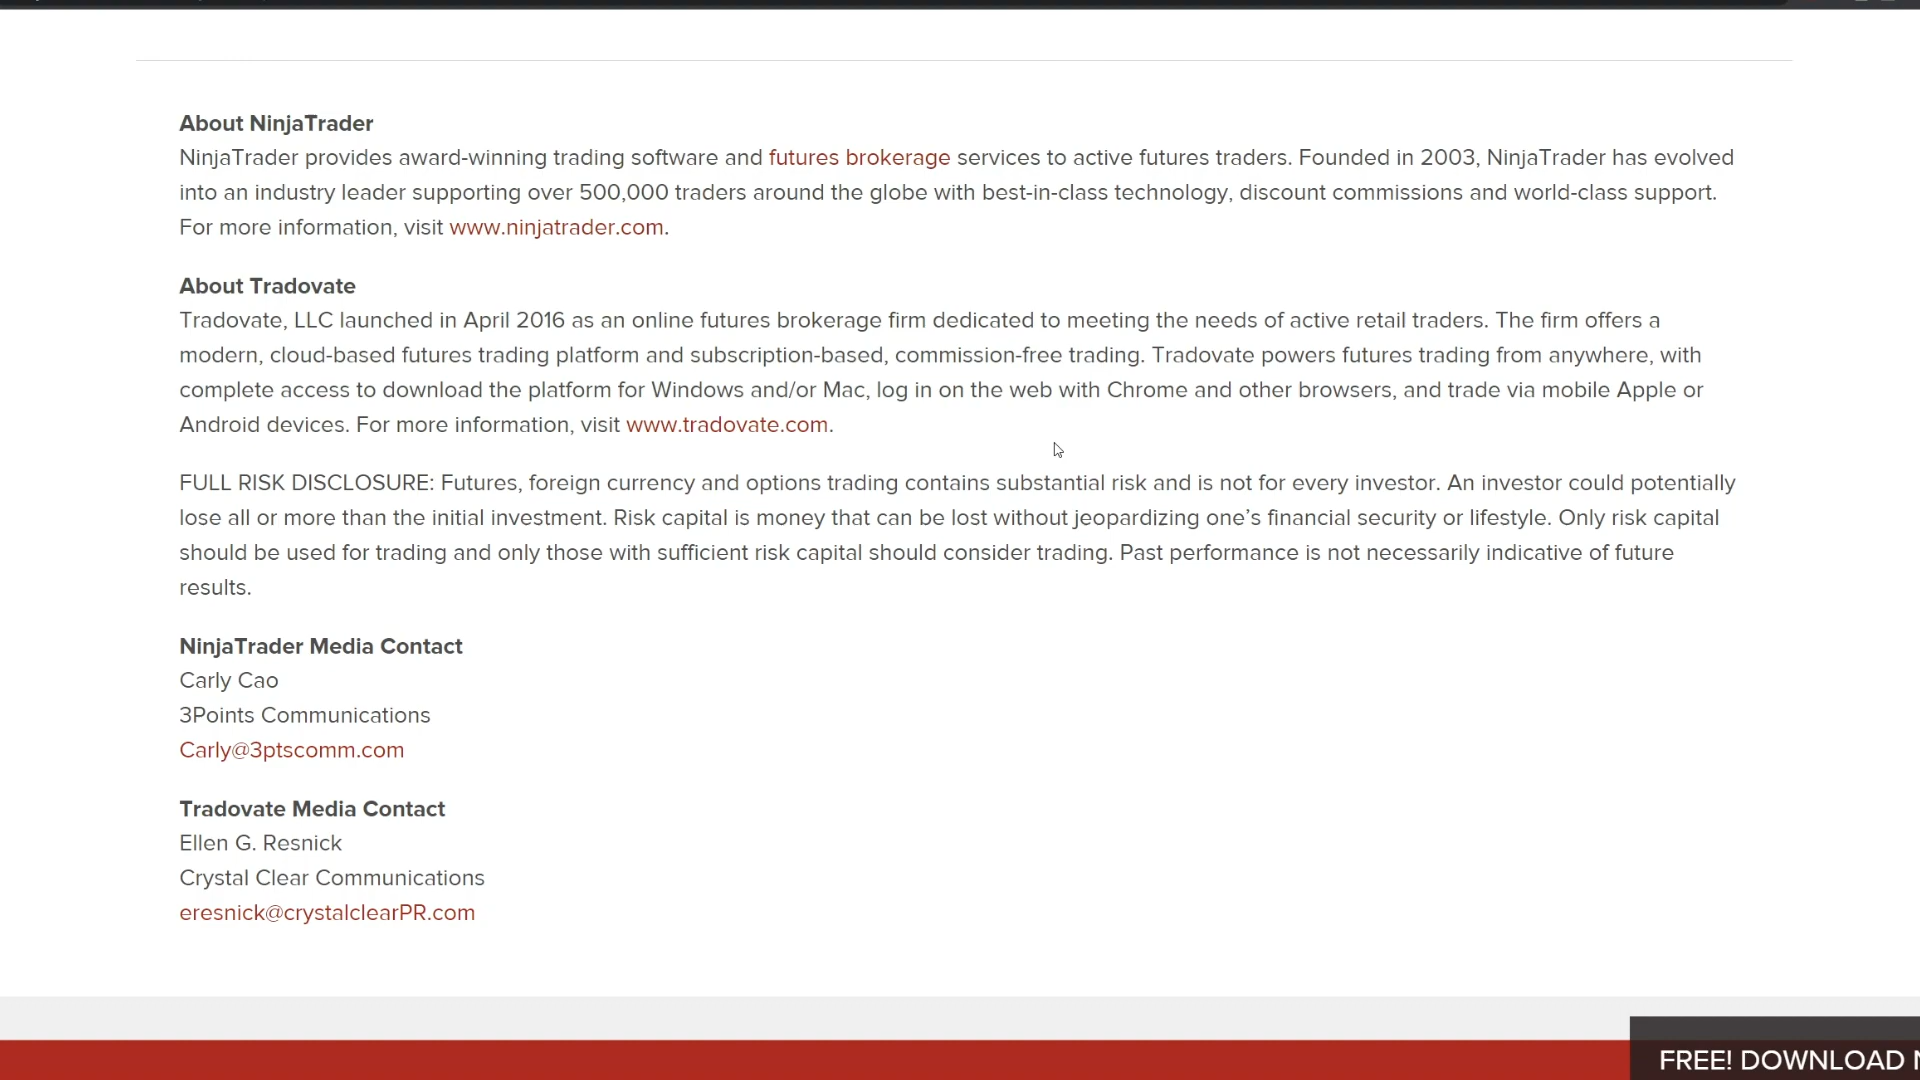 About NinjaTrader
NinjaTrader provides award-winning trading software and futures brokerage services to active futures traders. Founded in 2003, NinjaTrader has evolved
into an industry leader supporting over 500,000 traders around the globe with best-in-class technology, discount commissions and world-class support.
For more information, visit www.ninjatrader.com.
About Tradovate
Tradovate, LLC launched in April 2016 as an online futures brokerage firm dedicated to meeting the needs of active retail traders. The firm offers a
modern, cloud-based futures trading platform and subscription-based, commission-free trading. Tradovate powers futures trading from anywhere, with
complete access to download the platform for Windows and/or Mac, log in on the web with Chrome and other browsers, and trade via mobile Apple or
Android devices. For more information, visit www.tradovate.com.
FULL RISK DISCLOSURE: Futures, foreign currency and options trading contains substantial risk and is not for every investor. An investor could potentially
lose all or more than the initial investment. Risk capital is money that can be lost without jeopardizing one’s financial security or lifestyle. Only risk capital
should be used for trading and only those with sufficient risk capital should consider trading. Past performance is not necessarily indicative of future
results.
NinjaTrader Media Contact
Carly Cao
3Points Communications
Carly@3ptscomm.com
Tradovate Media Contact
Ellen G. Resnick
Crystal Clear Communications
eresnick@crystalclearPR.com
FREE! DOWNLOAD